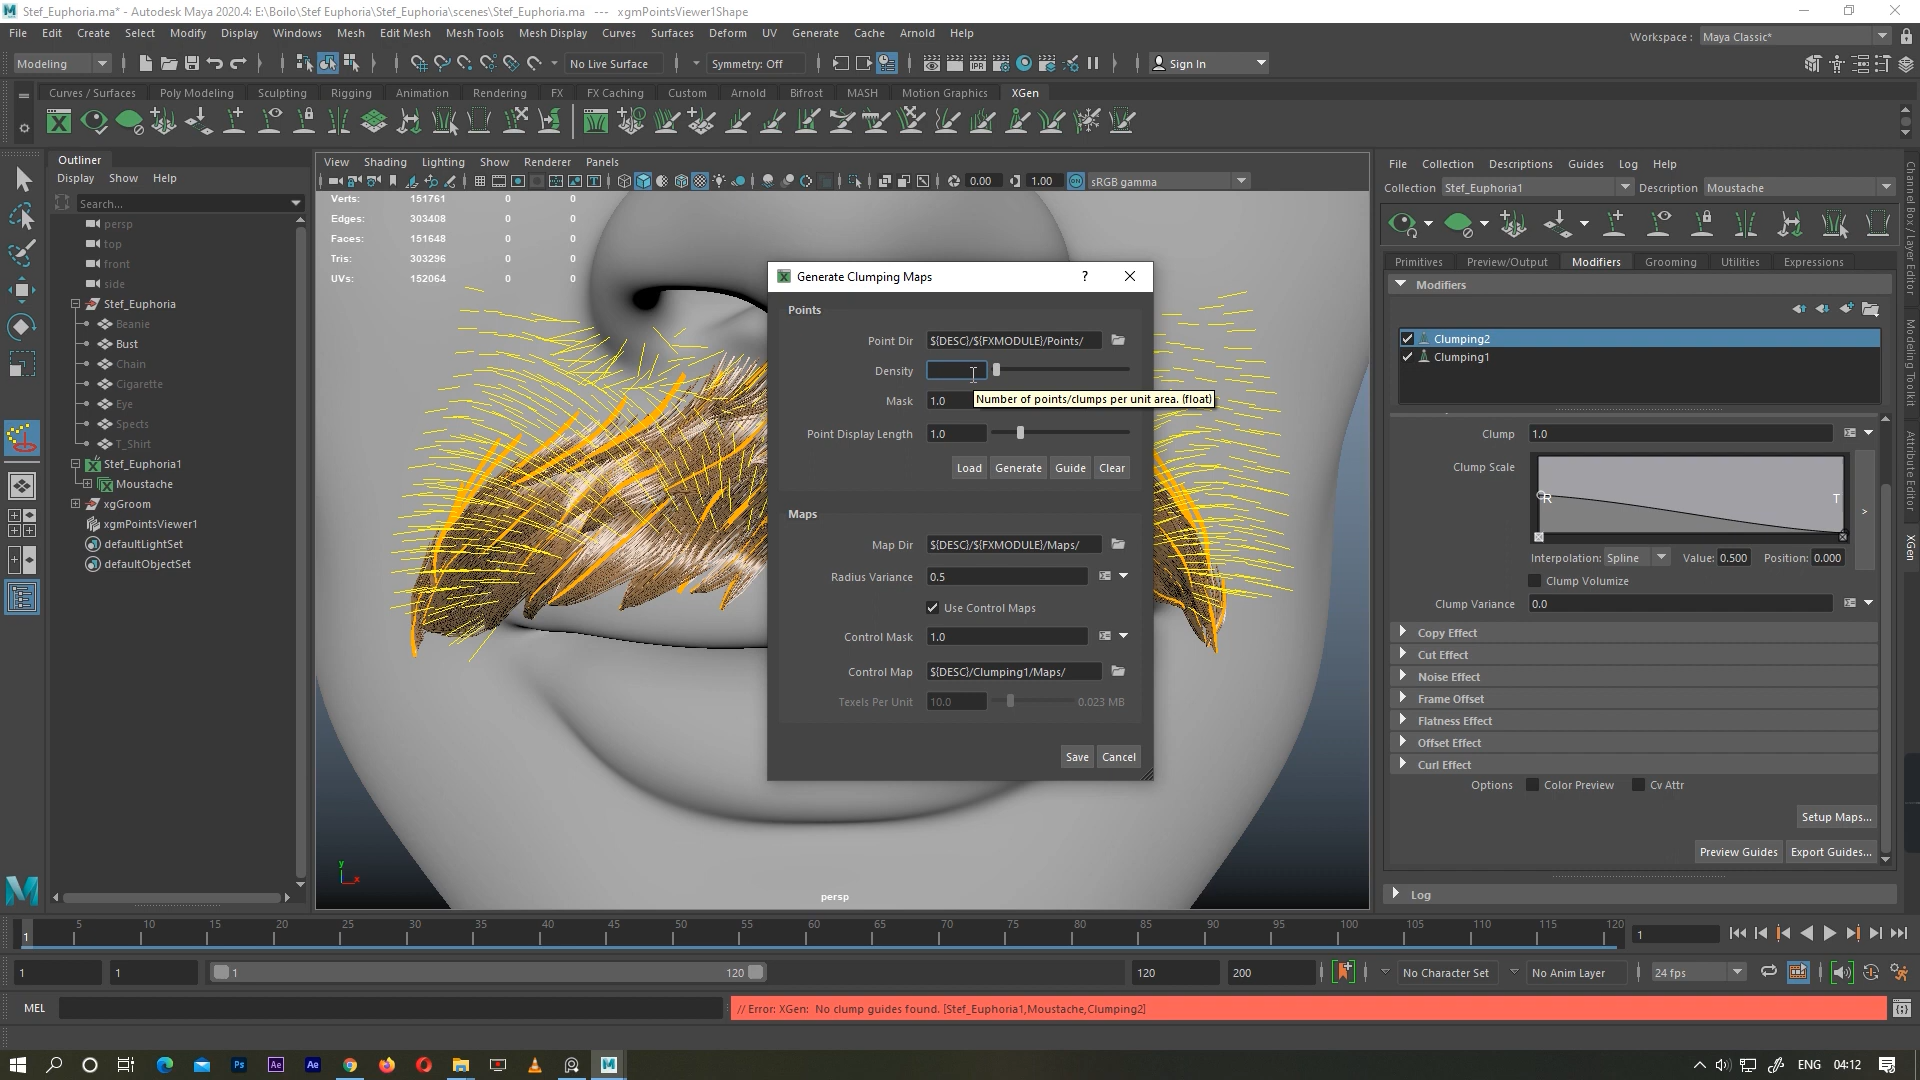 Stef_Euphoria.ma* - Autodesk Maya 2020.4: E:\Boilo\Stef Euphoria\Stef_Euphoria\scenes\Stef_Euphoria.ma --- xgmPointsViewer1Shape
File Edit Create Select Modify Display Windows Mesh Edit Mesh Mesh Tools Mesh Display Curves Surfaces Deform UV Generate Cache Arnold Help
Workspace : Maya Classic*
Modeling No Live Surface Symmetry: Off Sign In
Curves / Surfaces Poly Modeling Sculpting Rigging Animation Rendering FX FX Caching Custom Arnold Bifrost MASH Motion Graphics XGen
Outliner
Display Show Help
Search...
persp
top
front
side
Stef_Euphoria
Beanie
Bust
Chain
Cigarette
Eye
Spects
T_Shirt
Stef_Euphoria1
Moustache
xgGroom
xgmPointsViewer1
defaultLightSet
defaultObjectSet
View Shading Lighting Show Renderer Panels
0.00 1.00 sRGB gamma
Verts: 151761 0 0
Edges: 303408 0 0
Faces: 151648 0 0
Tris: 303296 0 0
UVs: 152064 0 0
Generate Clumping Maps ?
Points
Point Dir ${DESC}/${FXMODULE}/Points/
Density
Number of points/clumps per unit area. (float)
Mask 1.0
Point Display Length 1.0
Load Generate Guide Clear
Maps
Map Dir ${DESC}/${FXMODULE}/Maps/
Radius Variance 0.5
Use Control Maps
Control Mask 1.0
Control Map ${DESC}/Clumping1/Maps/
Texels Per Unit 10.0 0.023 MB
Save Cancel
y
x
persp
File Collection Descriptions Guides Log Help
Collection Stef_Euphoria1 Description Moustache
Primitives Preview/Output Modifiers Grooming Utilities Expressions
Modifiers
Clumping2
Clumping1
Clump 1.0
Clump Scale R T >
Interpolation: Spline Value: 0.500 Position: 0.000
Clump Volumize
Clump Variance 0.0
Copy Effect
Cut Effect
Noise Effect
Frame Offset
Flatness Effect
Offset Effect
Curl Effect
Options Color Preview Cv Attr
Setup Maps...
Preview Guides Export Guides...
Log
Channel Box / Layer Editor
Modeling Toolkit
Attribute Editor
XGen
1 5 10 15 20 25 30 35 40 45 50 55 60 65 70 75 80 85 90 95 100 105 110 115 120 1
1 1 1 120 120 200 No Character Set No Anim Layer 24 fps
MEL // Error: XGen: No clump guides found. [Stef_Euphoria1,Moustache,Clumping2]
Ps Ae Ae ENG 04:12